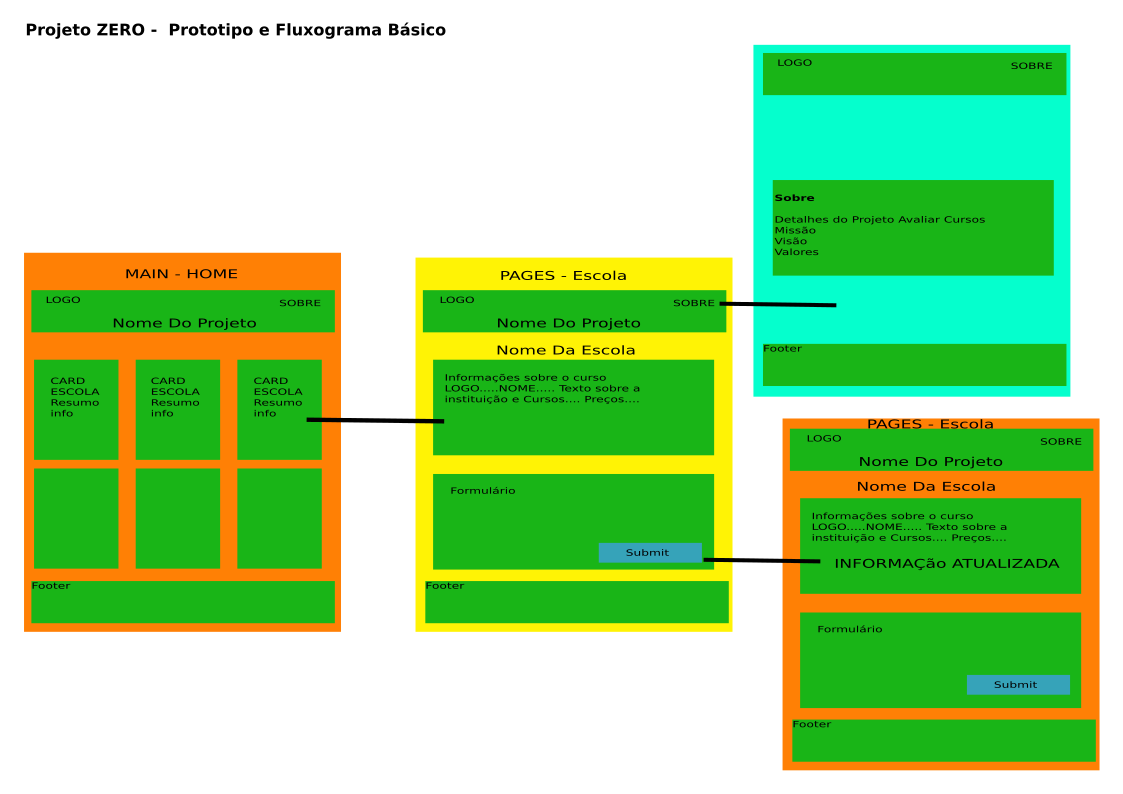 Projeto ZERO -  Prototipo e Fluxograma Básico
MAIN - HOME
LOGO
SOBRE
Nome Do Projeto
CARD
ESCOLA
Resumo
info
CARD
ESCOLA
Resumo
info
CARD
ESCOLA
Resumo
info
Footer
PAGES - Escola
LOGO
SOBRE
Nome Do Projeto
Nome Da Escola
Informações sobre o curso
LOGO.....NOME..... Texto sobre a
instituição e Cursos.... Preços....
Formulário
Submit
Footer
LOGO
SOBRE
Sobre
Detalhes do Projeto Avaliar Cursos
Missão
Visão
Valores
Footer
PAGES - Escola
LOGO
SOBRE
Nome Do Projeto
Nome Da Escola
Informações sobre o curso
LOGO.....NOME..... Texto sobre a
instituição e Cursos.... Preços....
INFORMAÇão ATUALIZADA
Formulário
Submit
Footer